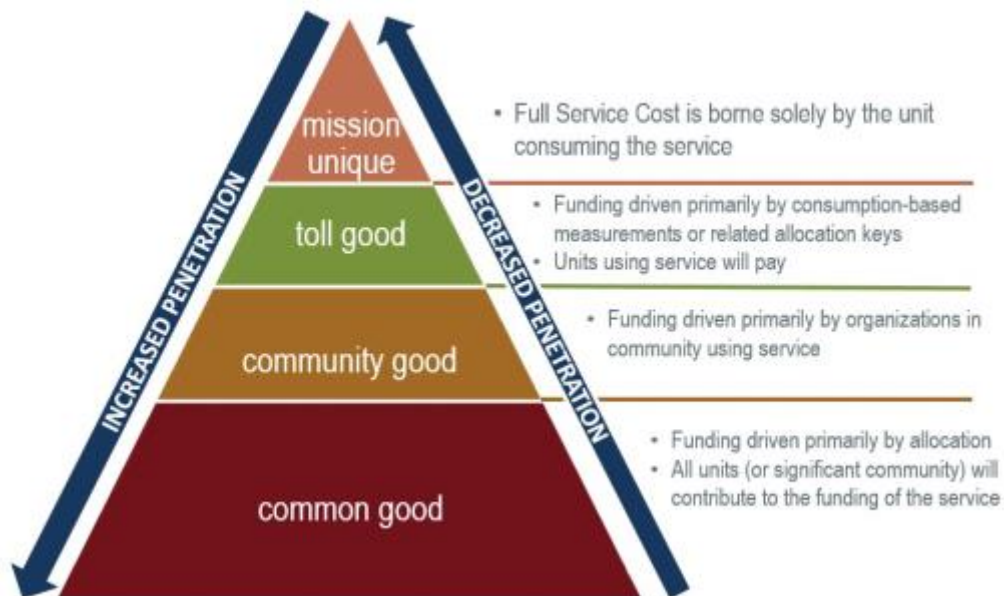 mission
unique
• Full Service Cost is borne solely by the unit
consuming the service
INCREASED PENETRATION
DECREASED PENETRATION
toll good
• Funding driven primarily by consumption-based
measurements or related allocation keys
• Units using service will pay
community good
• Funding driven primarily by organizations in
community using service
common good
• Funding driven primarily by allocation
• All units (or significant community) will
contribute to the funding of the service